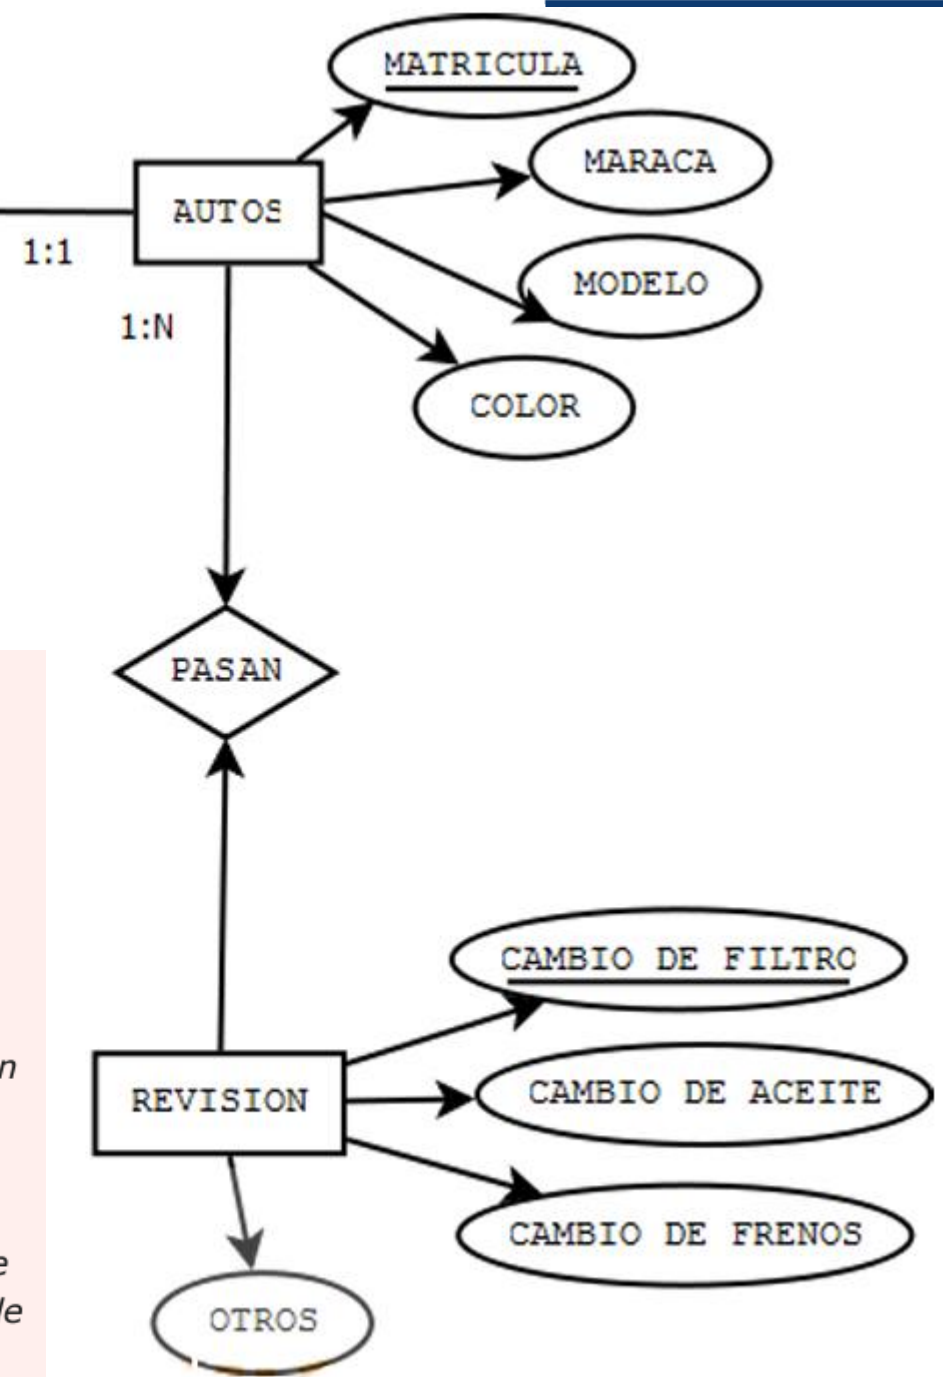 MATRICULA
MARACA
AUTOS
1:1
MODELO
1:N
COLOR
PASAN
CAMBIO DE FILTRO
n
CAMBIO DE ACEITE
REVISION
CAMBIO DE FRENOS
e
de
OTROS